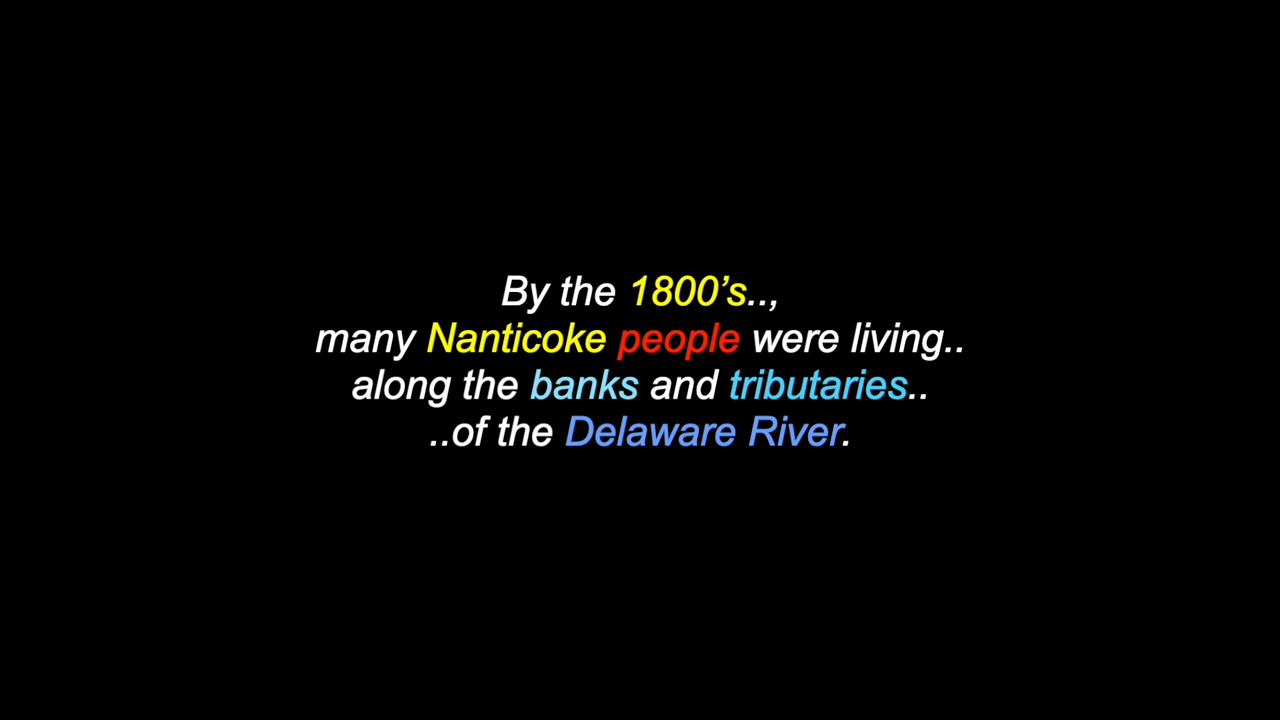 By the 1800’s..,
many Nanticoke people were living..
along the banks and tributaries..
..of the Delaware River.